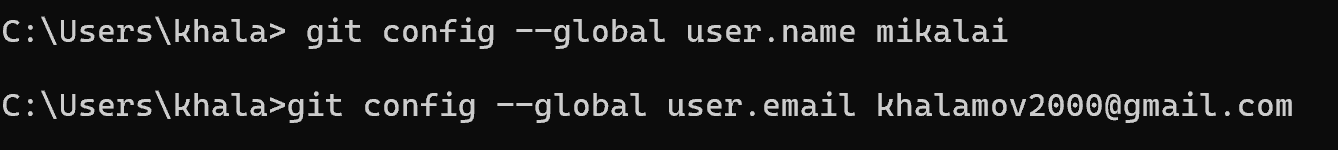 C:\Users\khala> git config --global user.name mikalai
C:\Users\khala>git config --global user.email khalamov2000@gmail.com